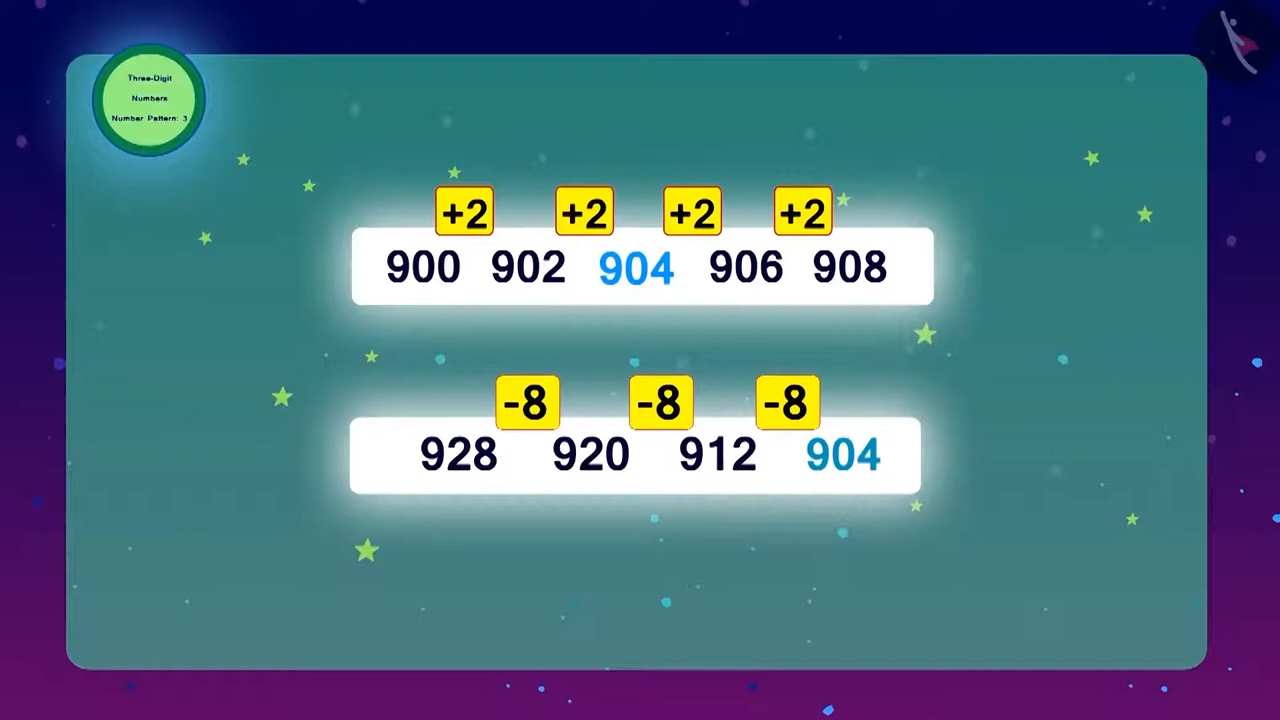 Three-Digit
Numbers
Number Pattern: 3
+2 +2 +2 +2
900 902 904 906 908
-8 -8 -8
928 920 912 904